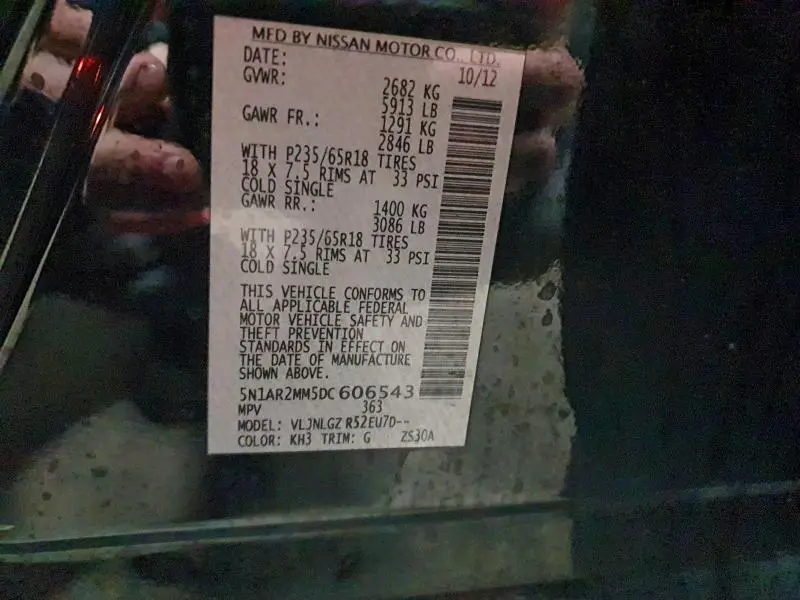 MFD BY NISSAN MOTOR CO., LTD.
DATE: 10/12
GVWR: 2682 KG
5913 LB
GAWR FR.: 1291 KG
2846 LB
WITH P235/65R18 TIRES
18 X 7.5 RIMS AT 33 PSI
COLD SINGLE
GAWR RR.: 1400 KG
3086 LB
WITH P235/65R18 TIRES
18 X 7.5 RIMS AT 33 PSI
COLD SINGLE
THIS VEHICLE CONFORMS TO
ALL APPLICABLE FEDERAL
MOTOR VEHICLE SAFETY AND
THEFT PREVENTION
STANDARDS IN EFFECT ON
THE DATE OF MANUFACTURE
SHOWN ABOVE.
5N1AR2MM5DC606543
MPV 363
MODEL: VLJNLGZ R52EU7D--
COLOR: KH3 TRIM: G ZS30A